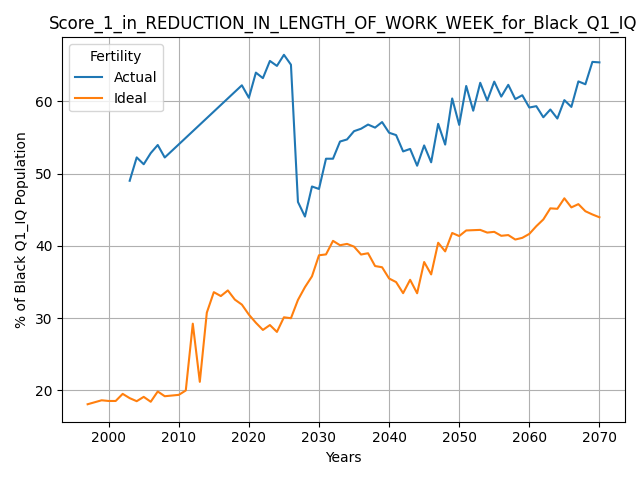 Score_1_in_REDUCTION_IN_LENGTH_OF_WORK_WEEK_for_Black_Q1_IQ
Fertility
Actual
Ideal
% of Black Q1_IQ Population
60
50
40
30
20
2000 2010 2020 2030 2040 2050 2060 2070
Years